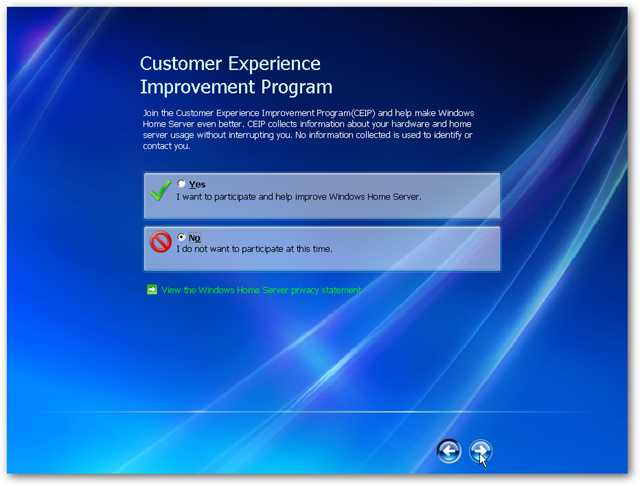 Customer Experience
Improvement Program
Join the Customer Experience Improvement Program(CEIP) and help make Windows
Home Server even better. CEIP collects information about your hardware and home
server usage without interrupting you. No information collected is used to identify or
contact you.
Yes
I want to participate and help improve Windows Home Server.
No
I do not want to participate at this time.
View the Windows Home Server privacy statement